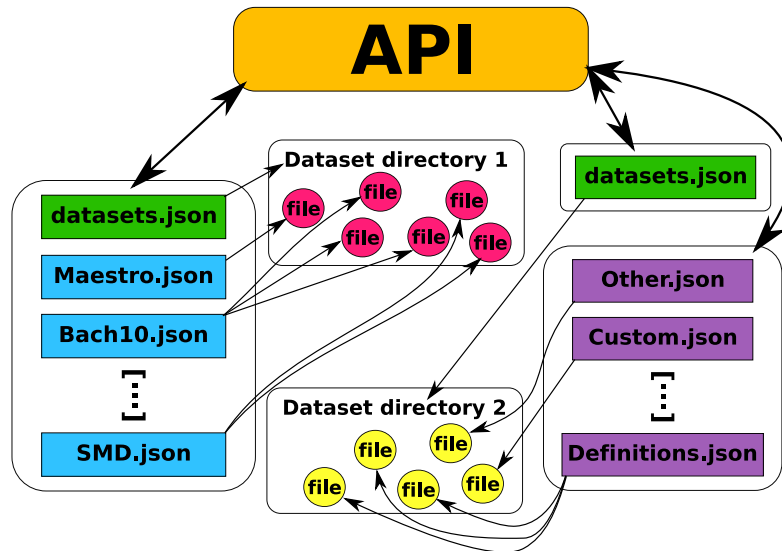 API
datasets.json
Maestro.json
Bach10.json
[...]
SMD.json
Dataset directory 1
file
file
file
file
file
file
Dataset directory 2
file
file
file
file
file
datasets.json
Other.json
Custom.json
[...]
Definitions.json